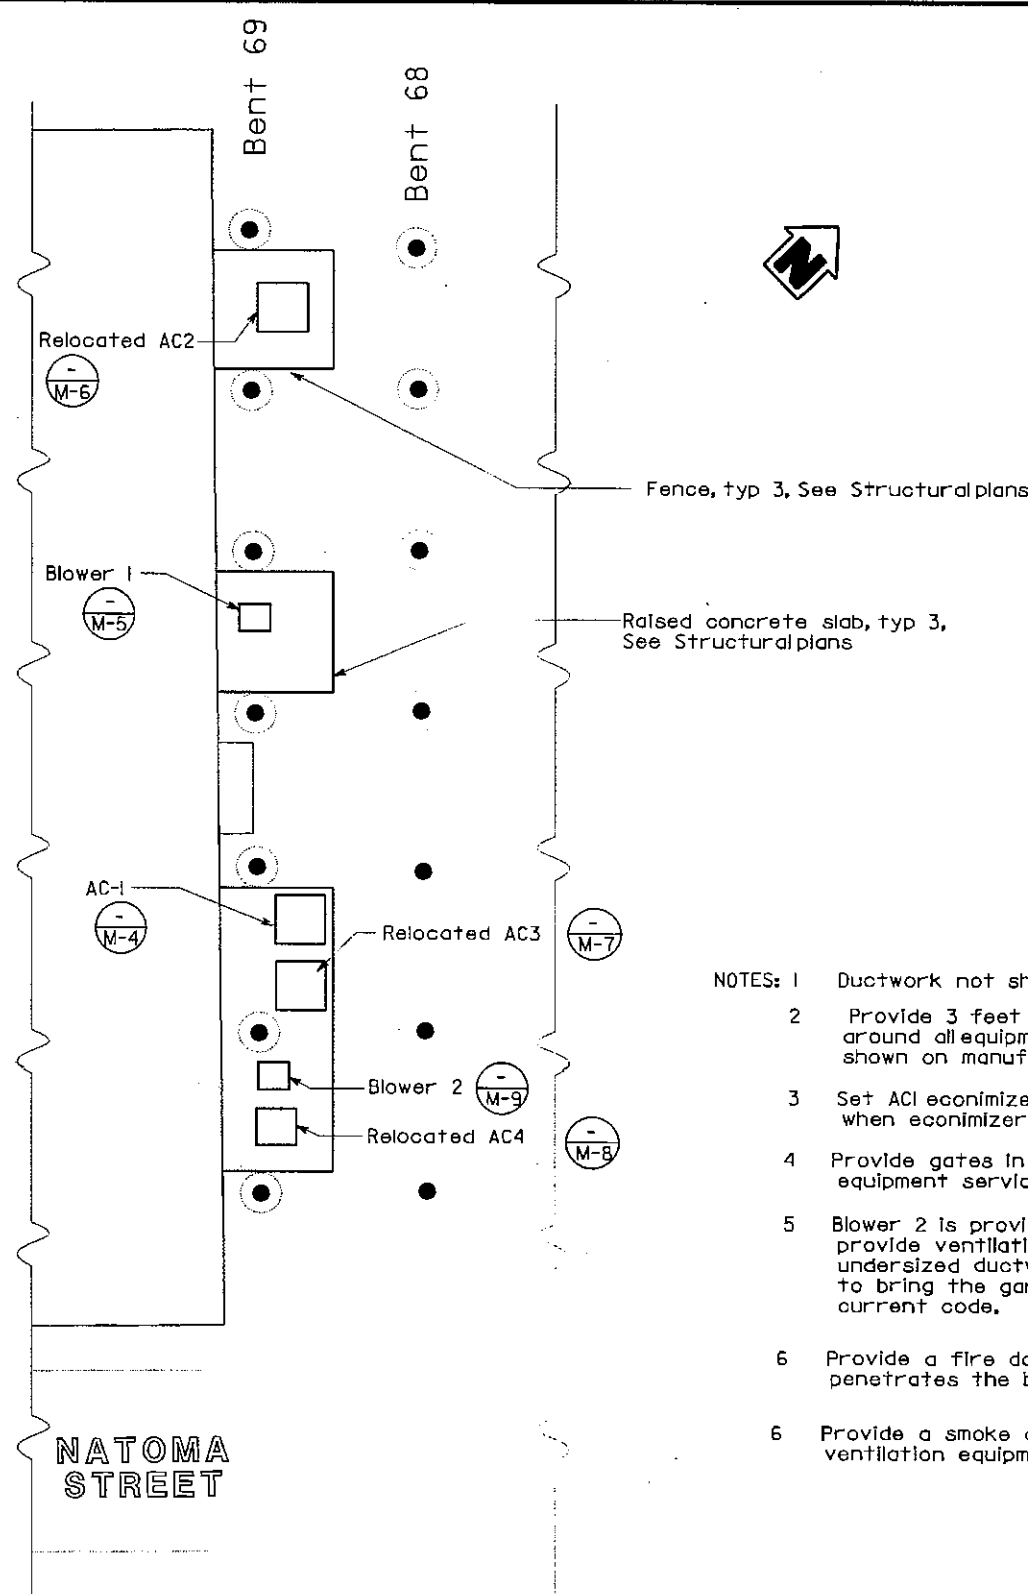 Bent 69
Bent 68
N
Relocated AC2
-
M-6
Fence, typ 3, See Structural plans
Blower 1
-
M-5
Raised concrete slab, typ 3,
See Structural plans
AC-1
-
M-4
Relocated AC3
-
M-7
Blower 2
-
M-9
Relocated AC4
-
M-8
NOTES: 1 Ductwork not sh
2 Provide 3 feet
around all equipm
shown on manuf
3 Set AC1 econimize
when econimizer
4 Provide gates in
equipment servic
5 Blower 2 is provi
provide ventilati
undersized ductw
to bring the gar
current code.
6 Provide a fire da
penetrates the b
6 Provide a smoke d
ventilation equipm
NATOMA
STREET